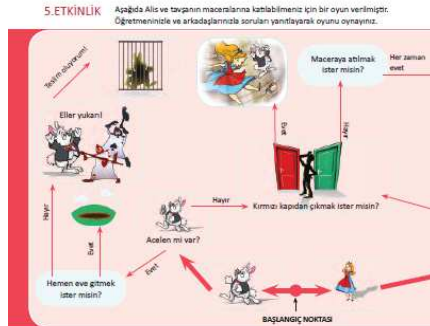 5.ETKİNLİK
Aşağıda Alis ve tavşanın maceralarına katılabilmeniz için bir oyun verilmiştir.
Öğretmeninizle ve arkadaşlarınızla soruları yanıtlayarak oyunu oynayınız.
Teslim oluyorum!
Eller yukarı!
Maceraya atılmak
ister misin?
Her zaman
evet
Evet
Hayır
Hayır
Evet
Hayır
Kırmızı kapıdan çıkmak ister misin?
Acelen mi var?
Evet
Hemen eve gitmek
ister misin?
BAŞLANGIÇ NOKTASI